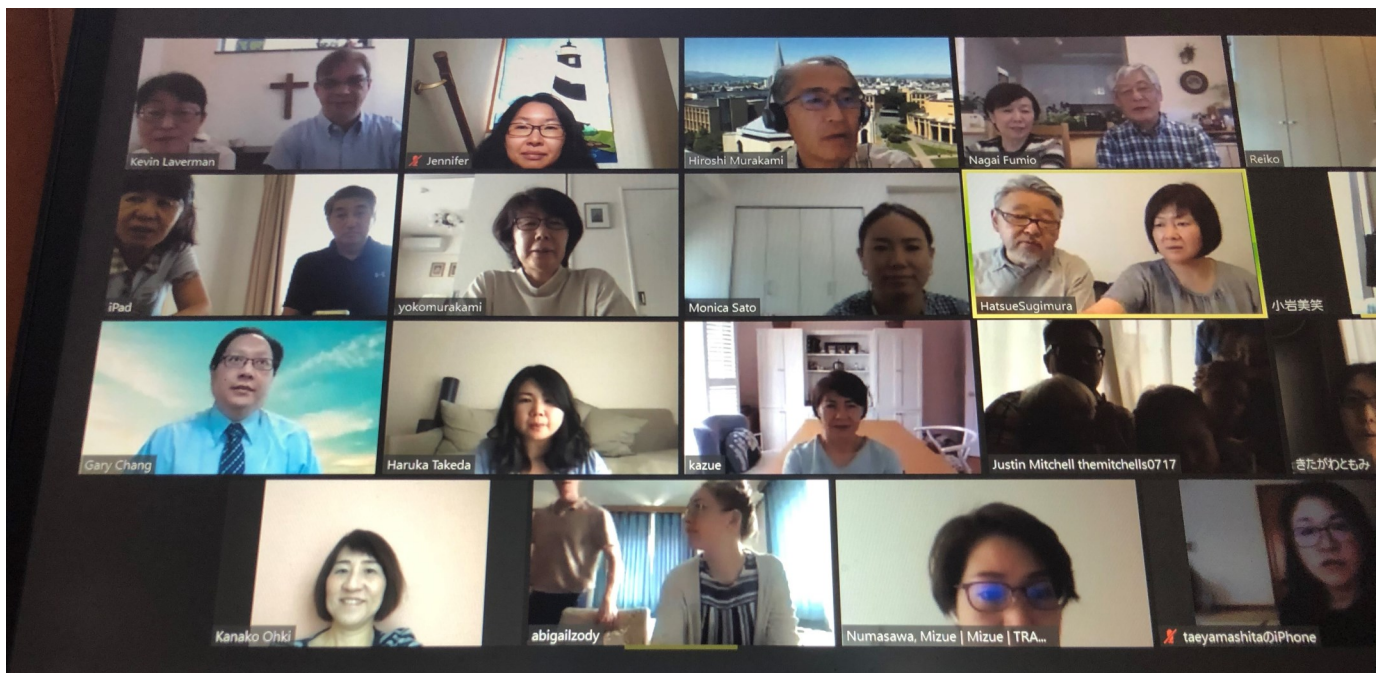 Kevin Laverman
Jennifer
Hiroshi Murakami
Nagai Fumio
Reiko
iPad
yokomurakami
Monica Sato
HatsueSugimura
小岩美笑
Gary Chang
Haruka Takeda
kazue
Justin Mitchell themitchells0717
きたがわともみ
Kanako Ohki
abigailzody
Numasawa, Mizue | Mizue | TRA...
taeyamashitaのiPhone